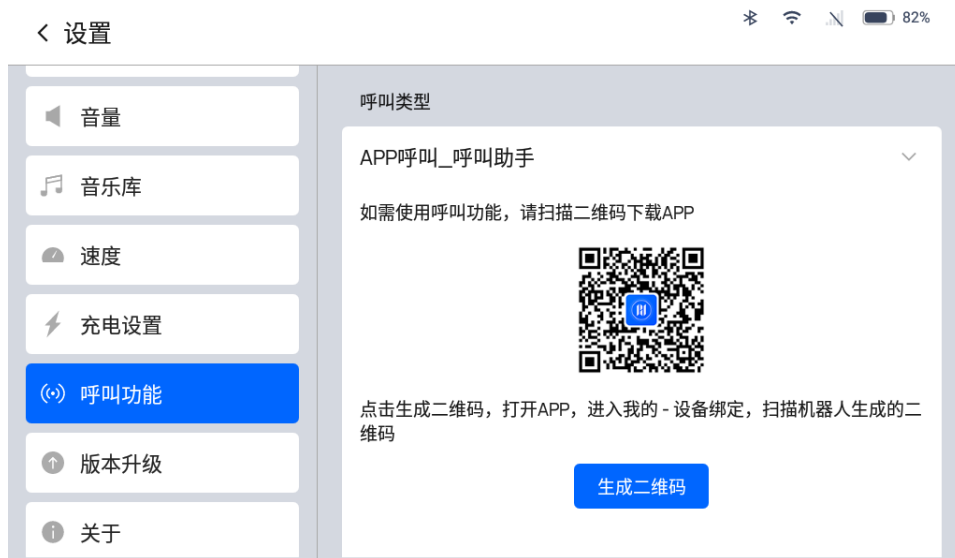 设置
82%
音量
音乐库
速度
充电设置
呼叫功能
版本升级
关于
呼叫类型
APP呼叫_呼叫助手
如需使用呼叫功能，请扫描二维码下载APP
点击生成二维码，打开APP，进入我的 - 设备绑定，扫描机器人生成的二
维码
生成二维码